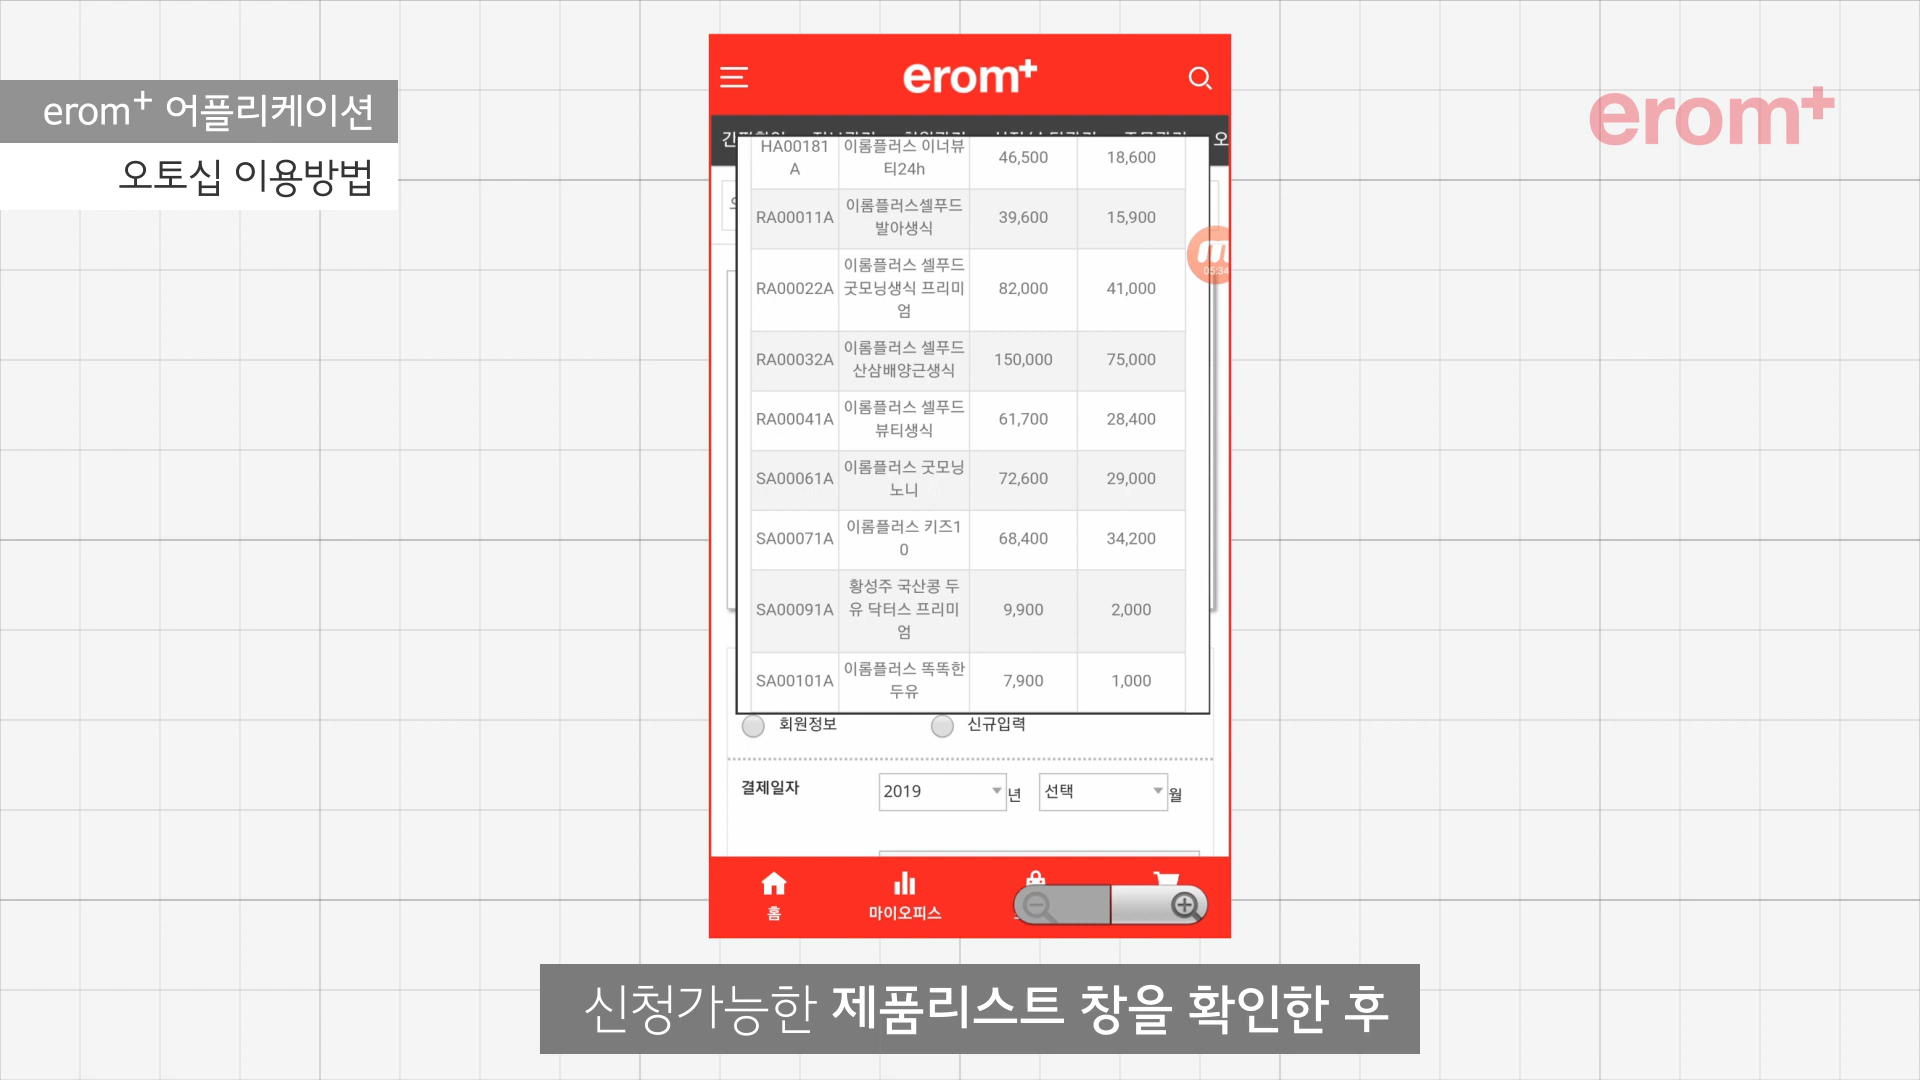 erom+ 어플리케이션
오토십 이용방법
erom+
erom+
HA00181A 이롬플러스 이너뷰티24h 46,500 18,600
RA00011A 이롬플러스셀푸드 발아생식 39,600 15,900
RA00022A 이롬플러스 셀푸드 굿모닝생식 프리미엄 82,000 41,000
05:34
RA00032A 이롬플러스 셀푸드 산삼배양근생식 150,000 75,000
RA00041A 이롬플러스 셀푸드 뷰티생식 61,700 28,400
SA00061A 이롬플러스 굿모닝 노니 72,600 29,000
SA00071A 이롬플러스 키즈10 68,400 34,200
SA00091A 황성주 국산콩 두유 닥터스 프리미엄 9,900 2,000
SA00101A 이롬플러스 똑똑한 두유 7,900 1,000
회원정보 신규입력
결제일자 2019 년 선택 월
홈 마이오피스
신청가능한 제품리스트 창을 확인한 후